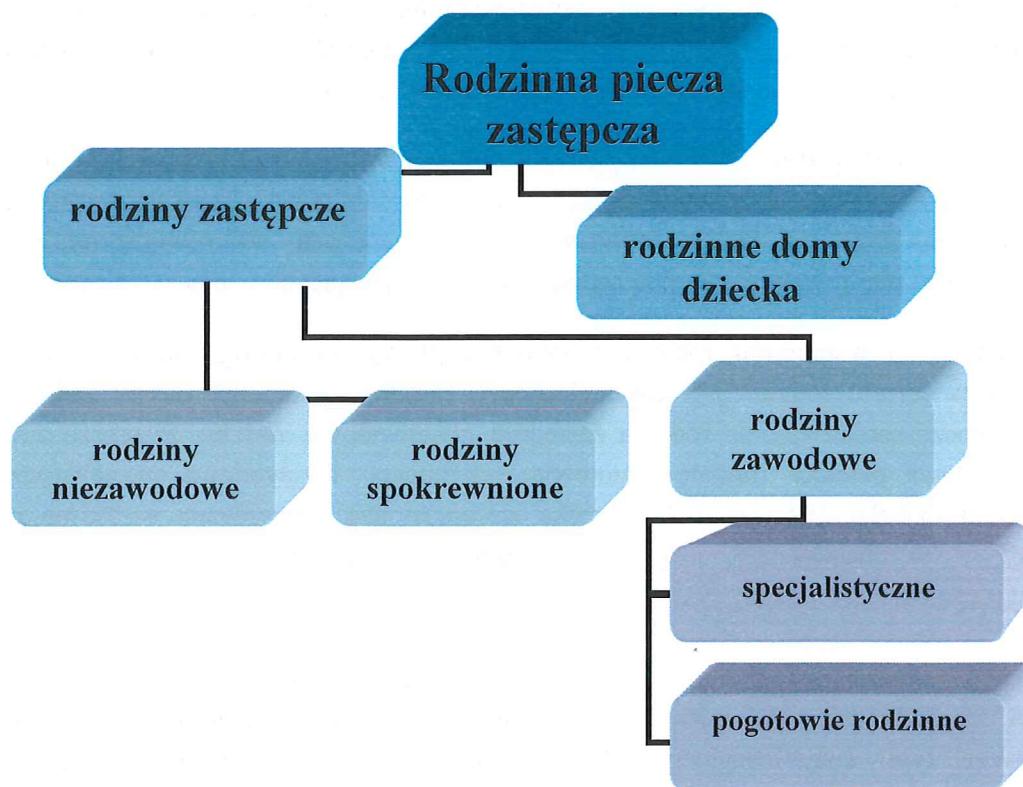 Rodzinna piecza
zastępcza
rodziny zastępcze
rodzinne domy
dziecka
rodziny
niezawodowe
rodziny
spokrewnione
rodziny
zawodowe
specjalistyczne
pogotowie rodzinne